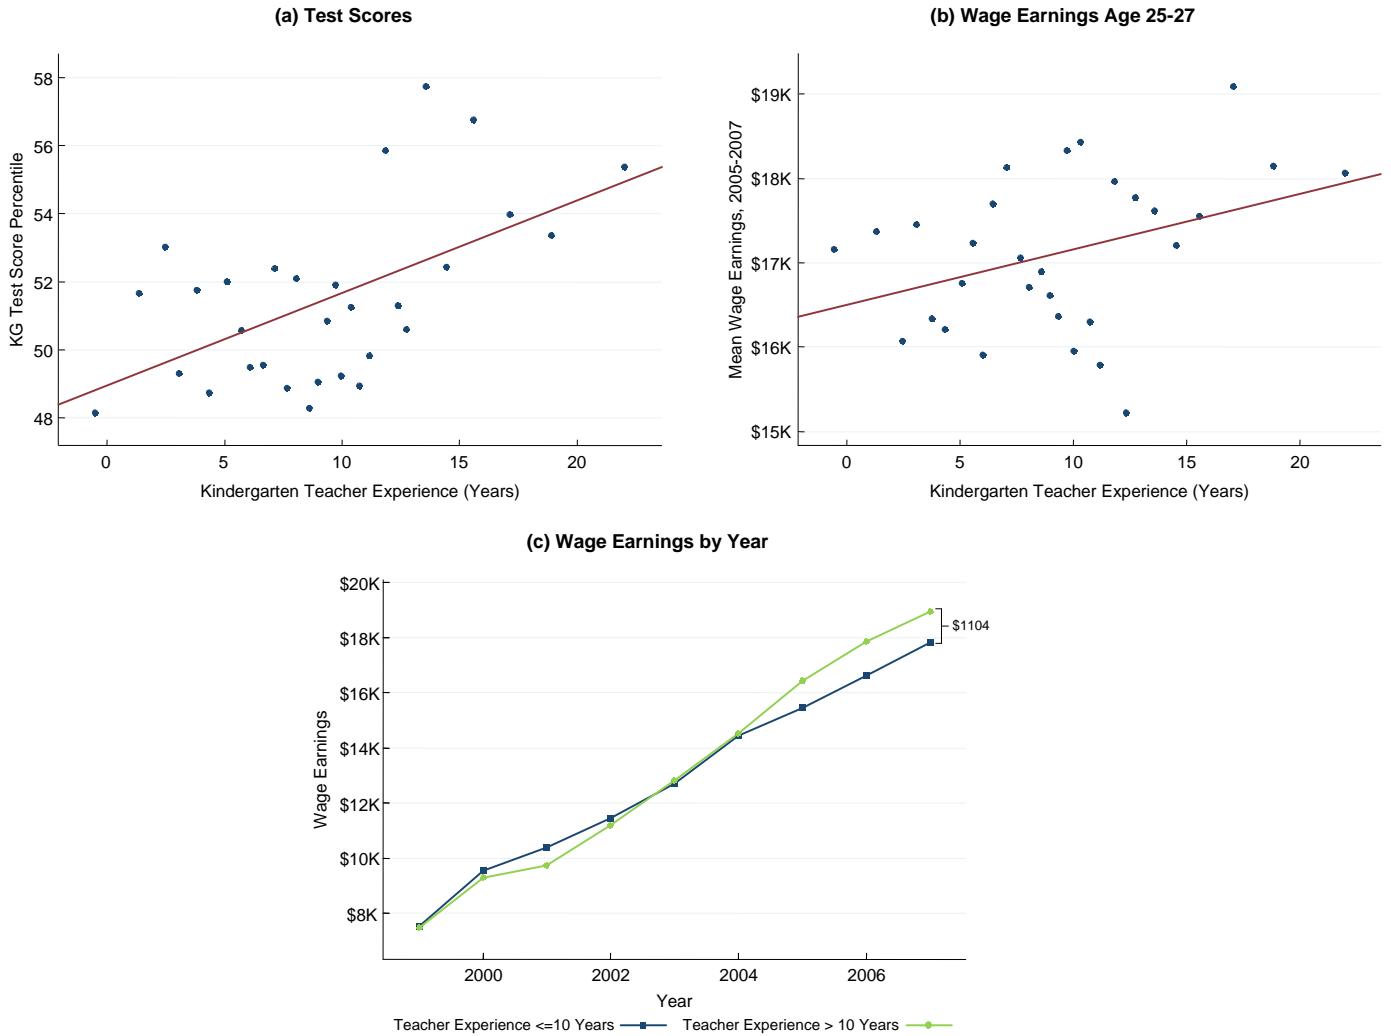 (a) Test Scores
KG Test Score Percentile
58
56
54
52
50
48
0 5 10 15 20
Kindergarten Teacher Experience (Years)
(b) Wage Earnings Age 25-27
Mean Wage Earnings, 2005-2007
$19K
$18K
$17K
$16K
$15K
0 5 10 15 20
Kindergarten Teacher Experience (Years)
(c) Wage Earnings by Year
Wage Earnings
$20K
$18K
$16K
$14K
$12K
$10K
$8K
$1104
2000 2002 2004 2006
Year
Teacher Experience <=10 Years Teacher Experience > 10 Years